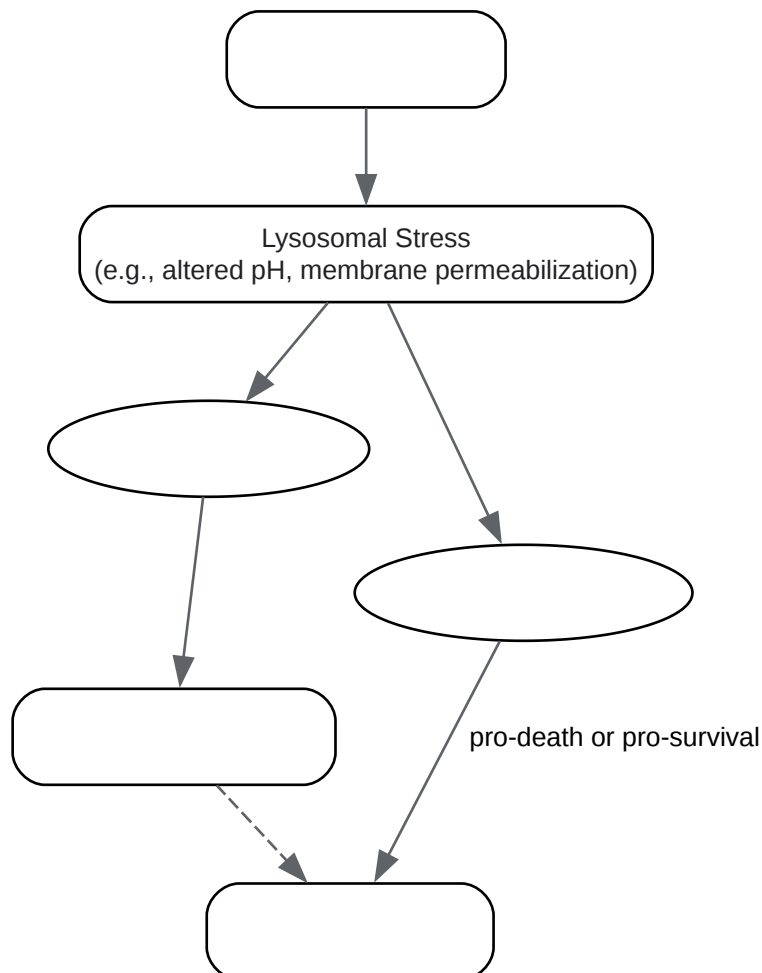 Lysosomal Stress
(e.g., altered pH, membrane permeabilization)
pro-death or pro-survival